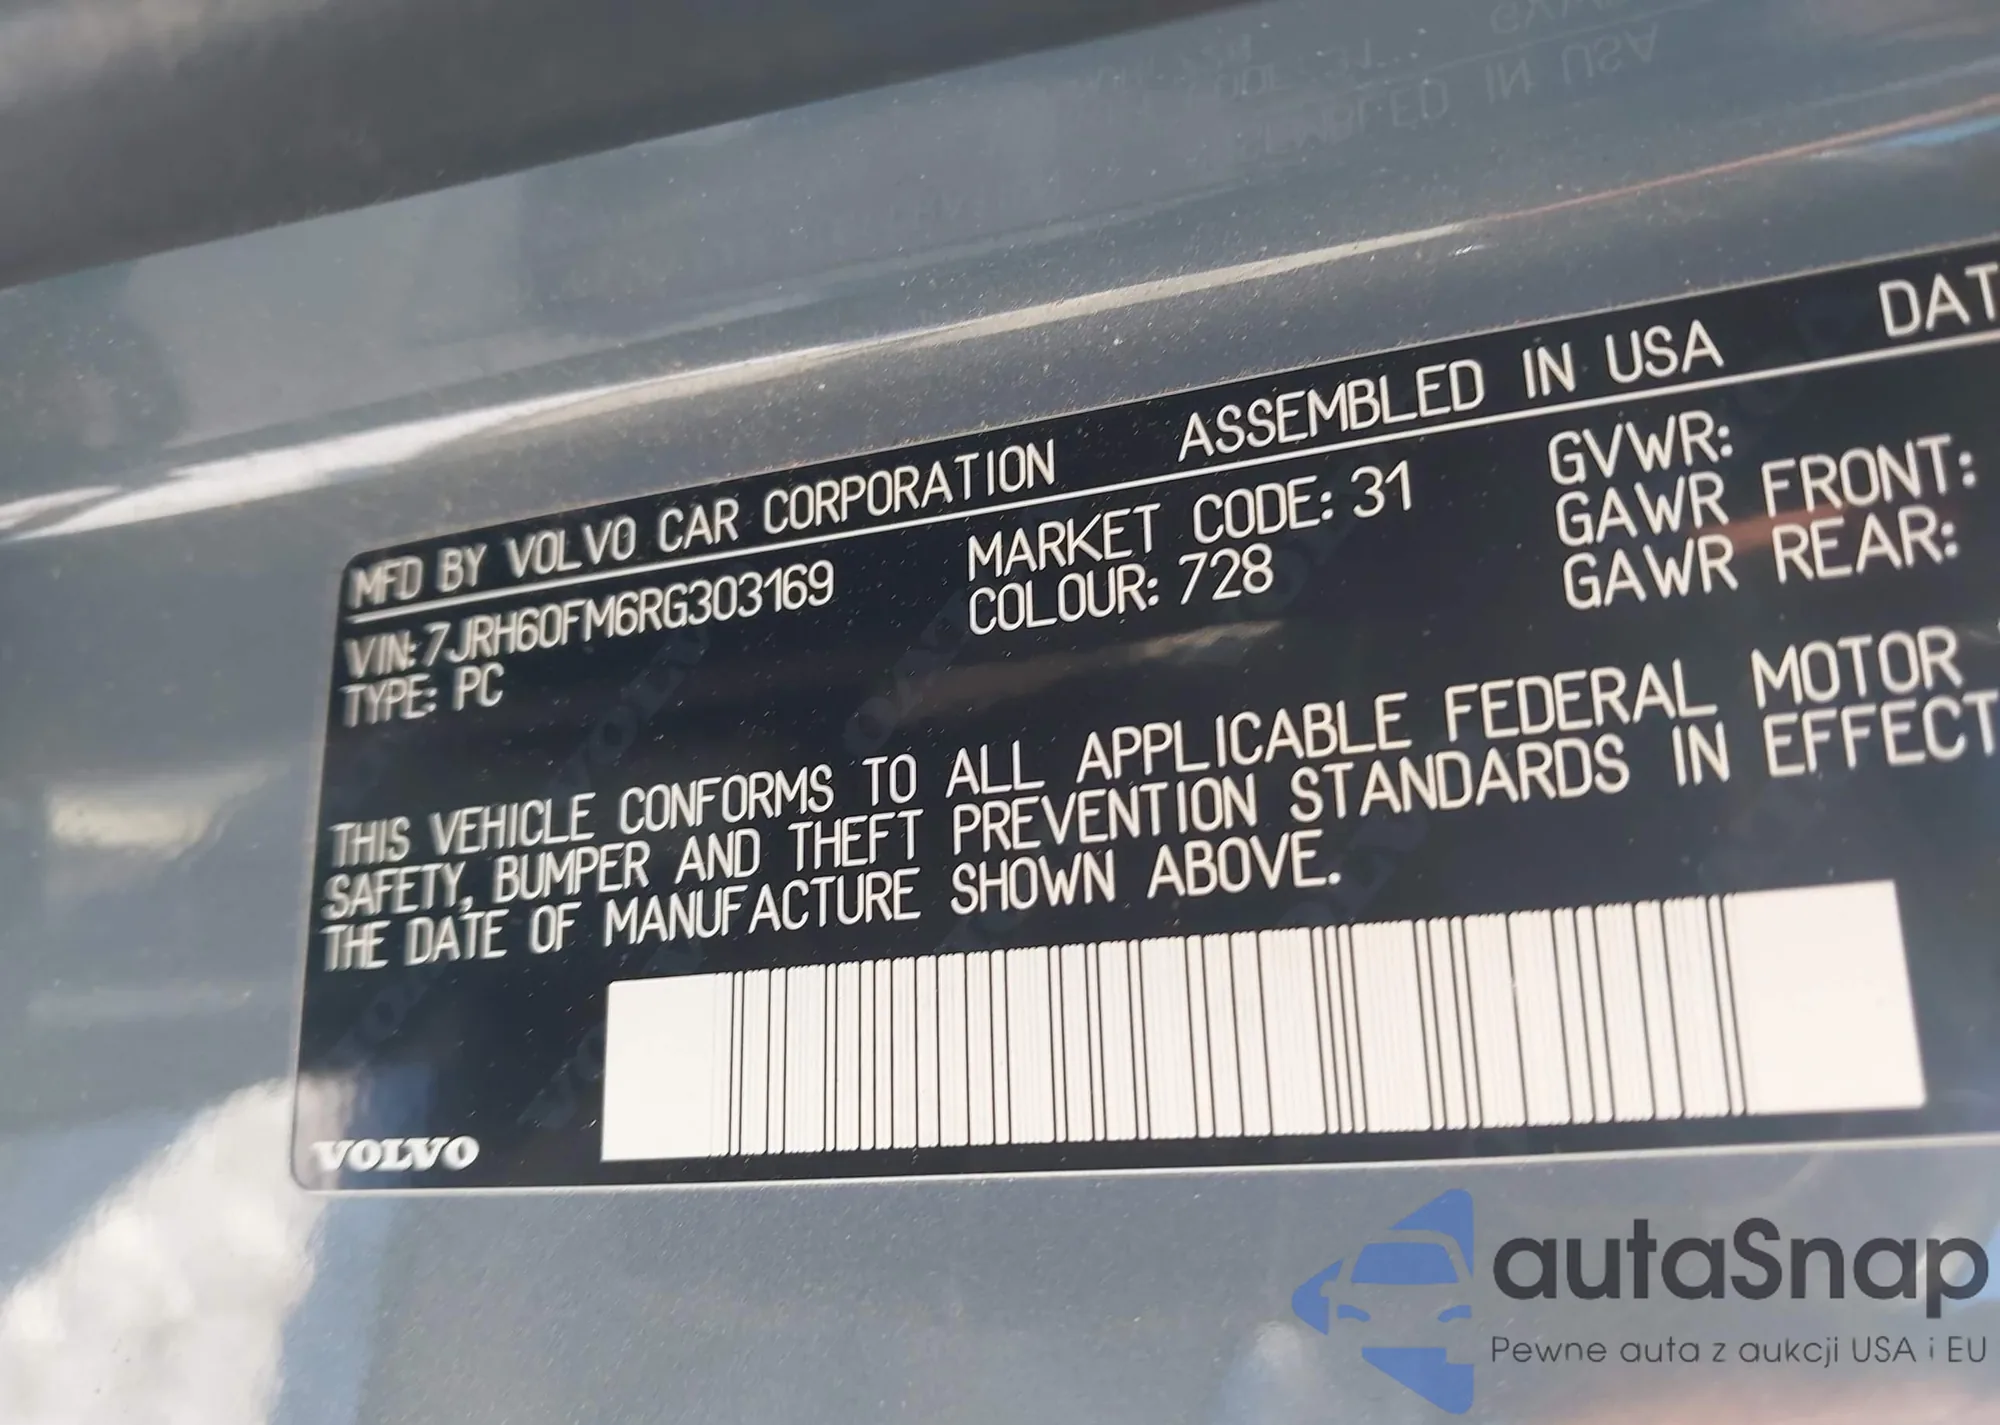 MFD BY VOLVO CAR CORPORATION ASSEMBLED IN USA DAT
VIN: 7JRH60FM6RG303169 MARKET CODE: 31 GVWR:
TYPE: PC COLOUR: 728 GAWR FRONT:
GAWR REAR:
THIS VEHICLE CONFORMS TO ALL APPLICABLE FEDERAL MOTOR
SAFETY, BUMPER AND THEFT PREVENTION STANDARDS IN EFFECT
THE DATE OF MANUFACTURE SHOWN ABOVE.
VOLVO
autaSnap
Pewne auta z aukcji USA i EU